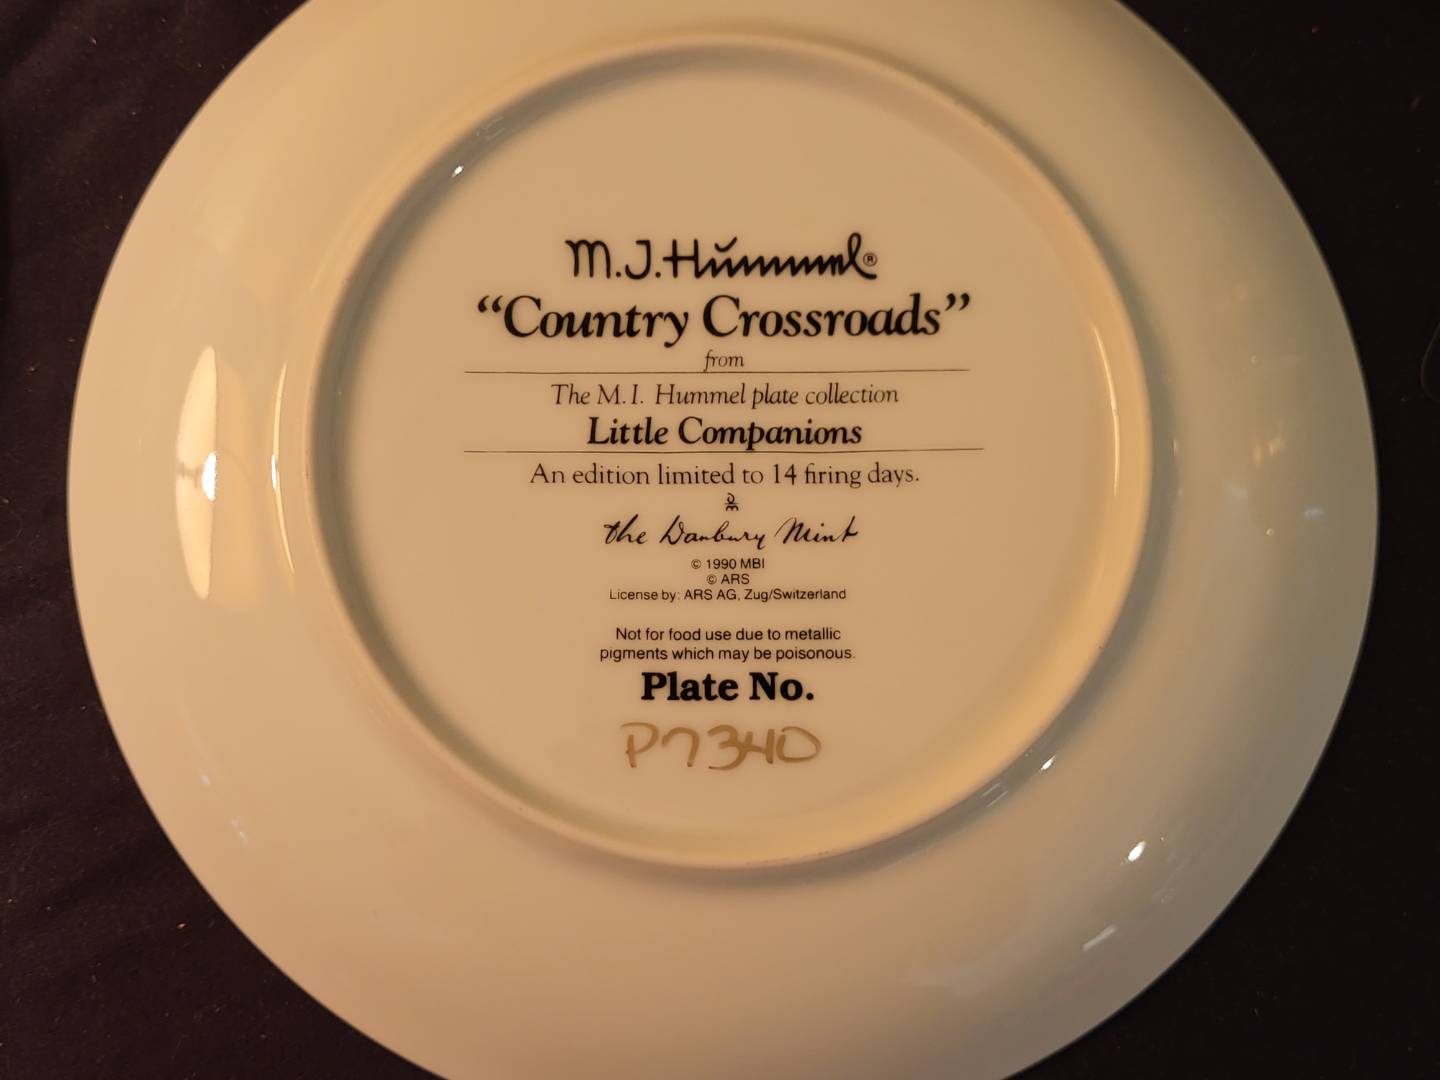 M.J.Hummel®
“Country Crossroads”
from
The M.I. Hummel plate collection
Little Companions
An edition limited to 14 firing days.
DM
the Danbury Mint
© 1990 MBI
© ARS
License by: ARS AG, Zug/Switzerland
Not for food use due to metallic
pigments which may be poisonous.
Plate No.
P7340